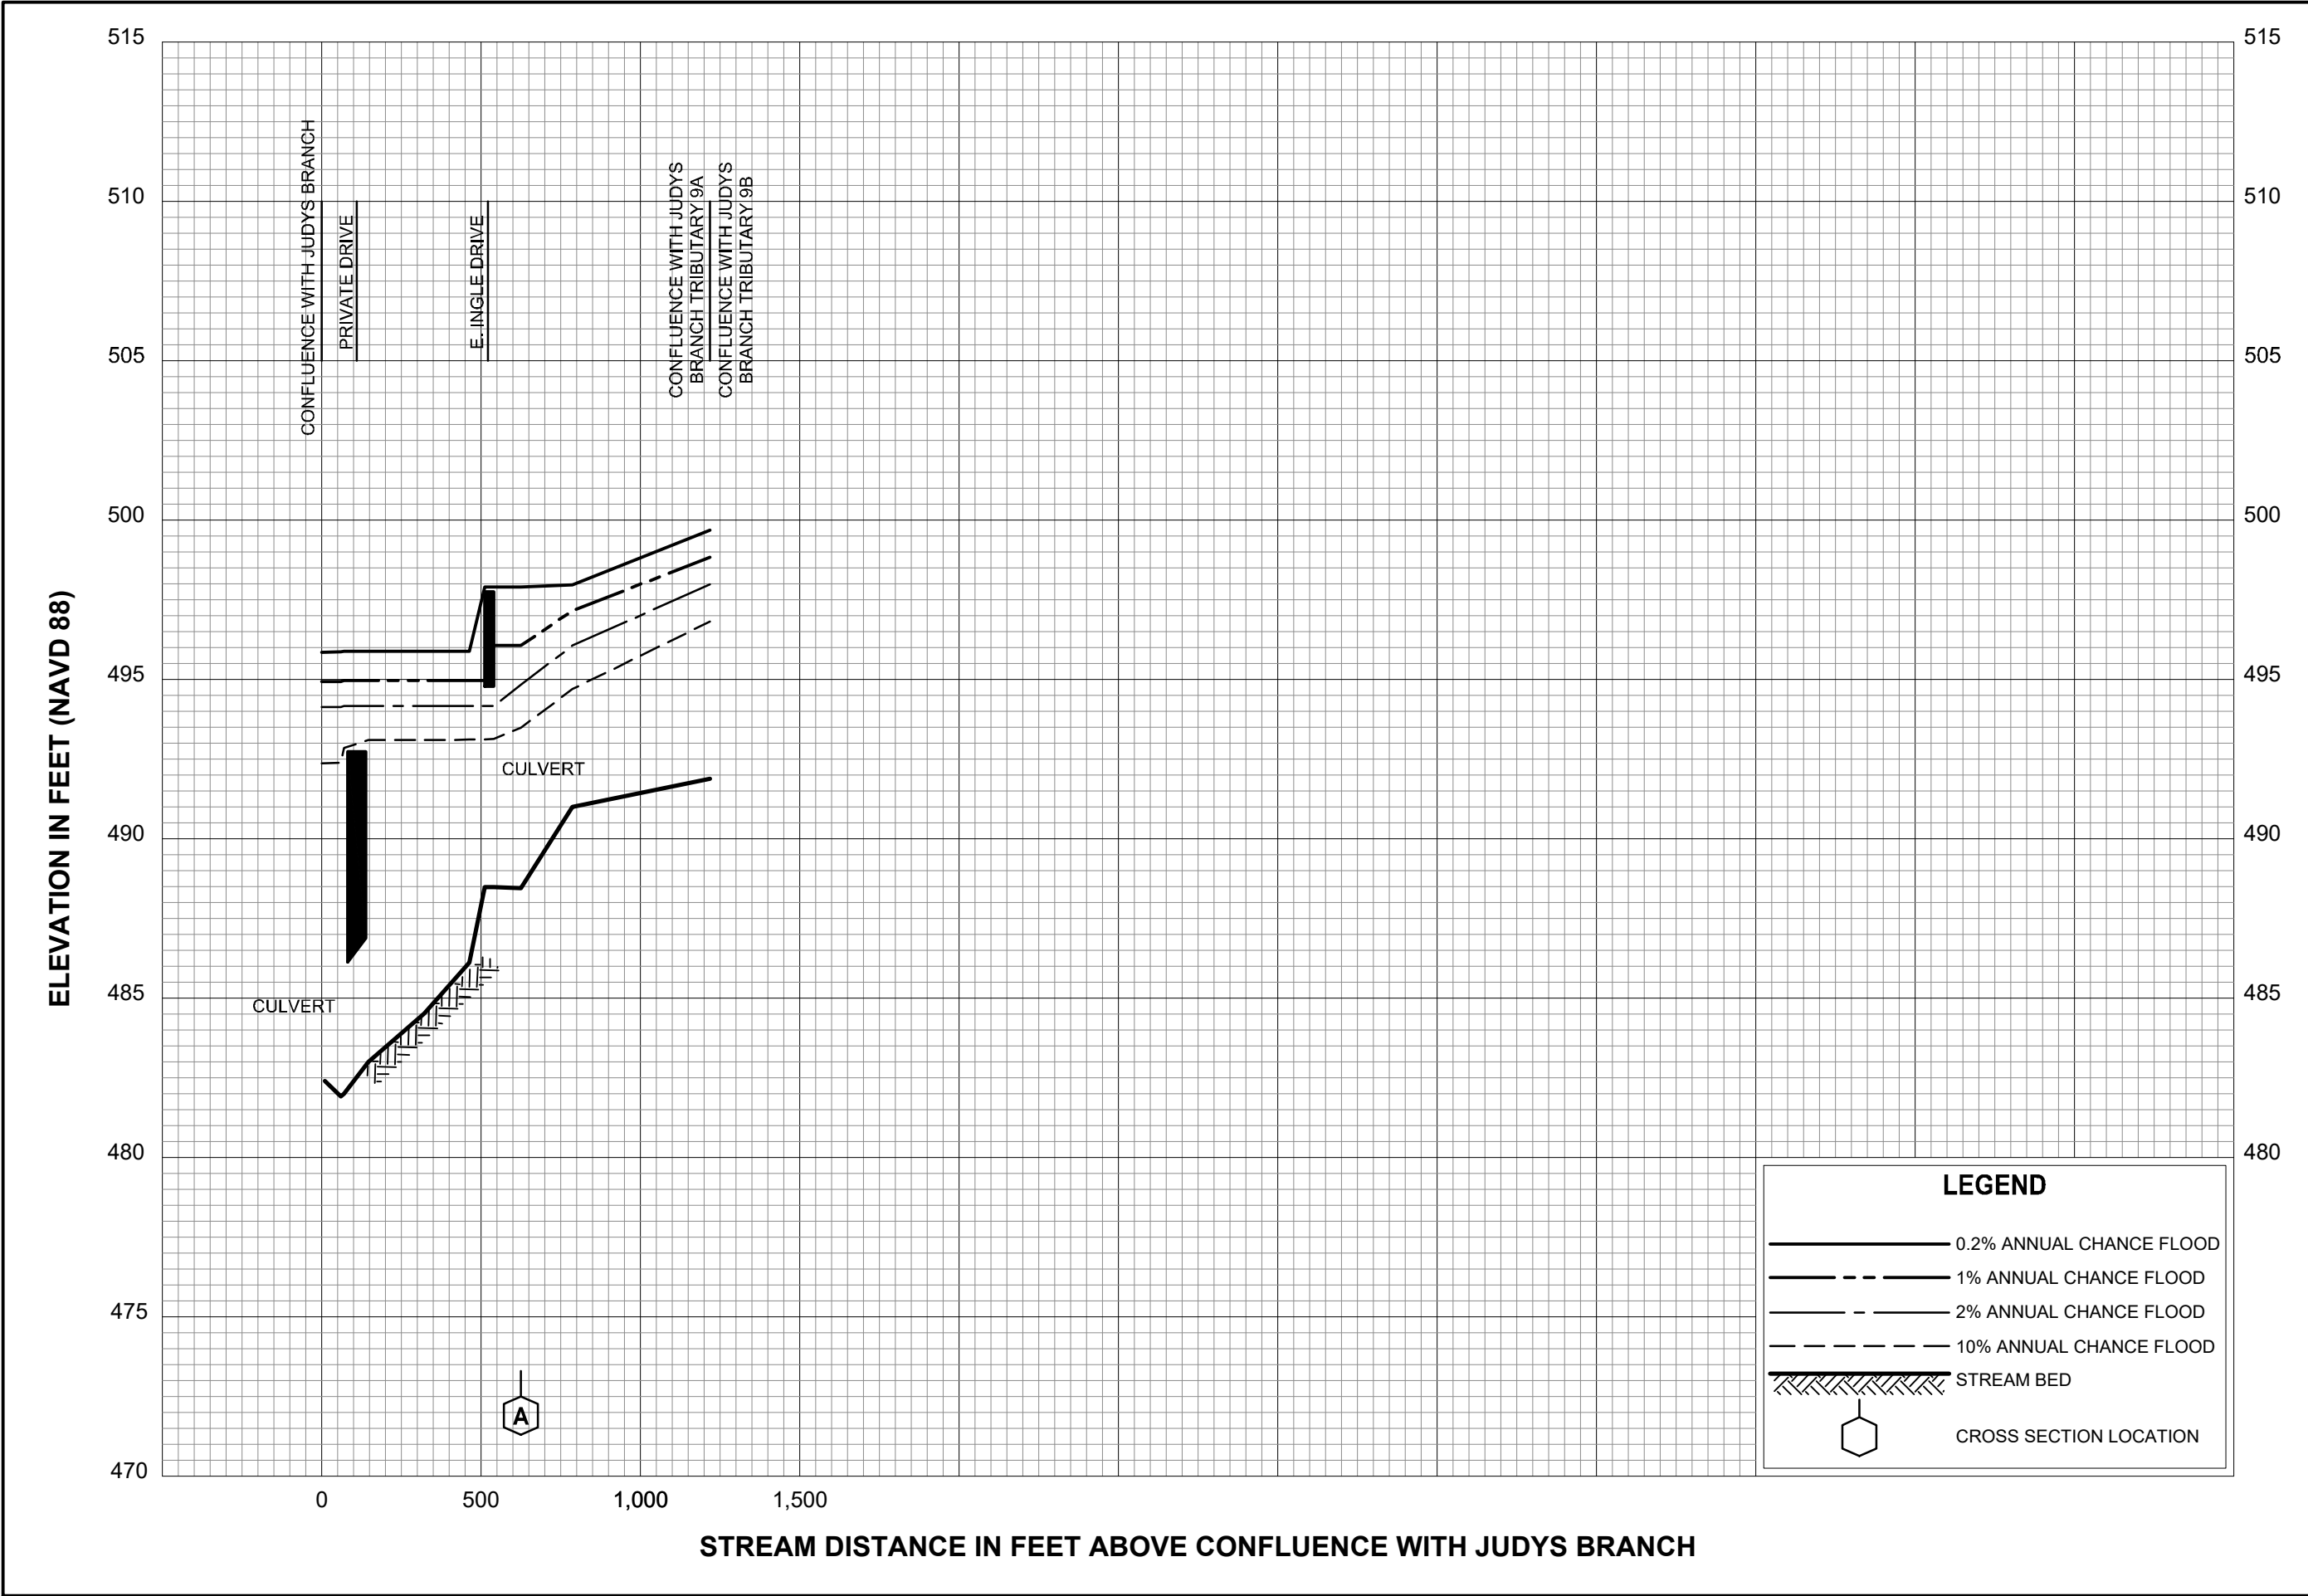 515
510
505
500
495
490
485
480
475
470
515
510
505
500
495
490
485
480
ELEVATION IN FEET (NAVD 88)
CONFLUENCE WITH JUDYS BRANCH
PRIVATE DRIVE
E. INGLE DRIVE
CONFLUENCE WITH JUDYS
BRANCH TRIBUTARY 9A
CONFLUENCE WITH JUDYS
BRANCH TRIBUTARY 9B
CULVERT
CULVERT
A
LEGEND
0.2% ANNUAL CHANCE FLOOD
1% ANNUAL CHANCE FLOOD
2% ANNUAL CHANCE FLOOD
10% ANNUAL CHANCE FLOOD
STREAM BED
CROSS SECTION LOCATION
0
500
1,000
1,500
STREAM DISTANCE IN FEET ABOVE CONFLUENCE WITH JUDYS BRANCH